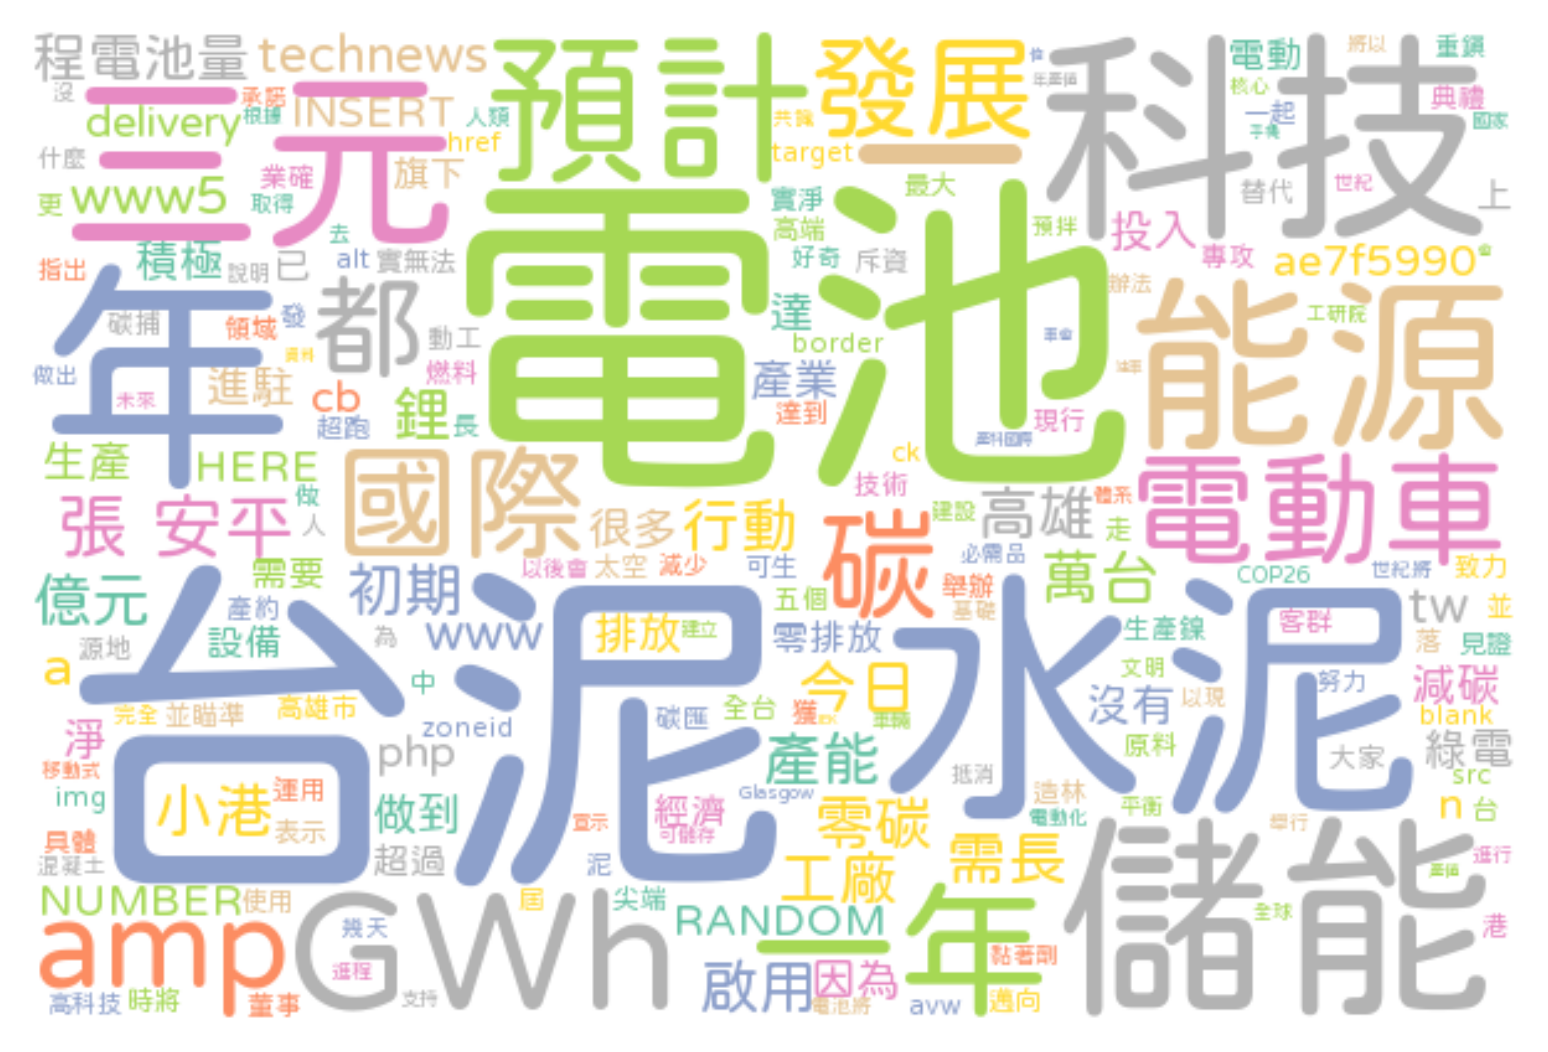 程電池量 technews 預計 發展 科技 電動 將以 重鎮
沒 三元 承諾 根據 人類 共覽 年產值 核心 典禮
delivery INSERT href target 一 一起 手機 國家
什麼 業確 旗下 最大 替代 世紀 上
更 www5 取得 實淨 高端 預拌 投入
指出 積極 說明 已 去 alt 實無法 電池 好奇 斥資 專攻 ae7f5990 會
年 碳捕 領域 發 都 動工 達 辦法 能源 工研院
做出 未來 進駐 cb 燃料 border 產業
超跑 鋰 長 達到 現行
生產 HERE 國際 ck 技術 電動車
張 安平 做 人 很多 行動 碳 建設 高雄 體系 走
需要 以後會 太空 減少 可生 必需品 萬台 COP26 世紀將 致力
億元 產約 台泥 初期 五個 舉辦 基礎 水泥 tw 並
源地 設備 為 www 排放 建立 零排放 生產鎳 客群 落 見證
a 中 今日 文明 努力 減碳
完全 並瞄準 高雄市 zoneid 碳匯 全台 獲 車輛 沒有 以現 blank
淨 php 產能 原料 大家 綠電
移動式 img 小港 運用 Glasgow 抵消 造林 平衡 src
做到 經濟 零碳 電動化 n 台
具體 表示 宣示 可儲存 舉行
混凝土 超過 泥 工廠 需長 儲能 進行 產值
NUMBER 使用 GWh 屆 尖端 RANDOM 一年 全球 港
amp 幾天 進程 黏著劑
高科技 時將 董事 支持 啟用 因為 電池將 avw 邁向